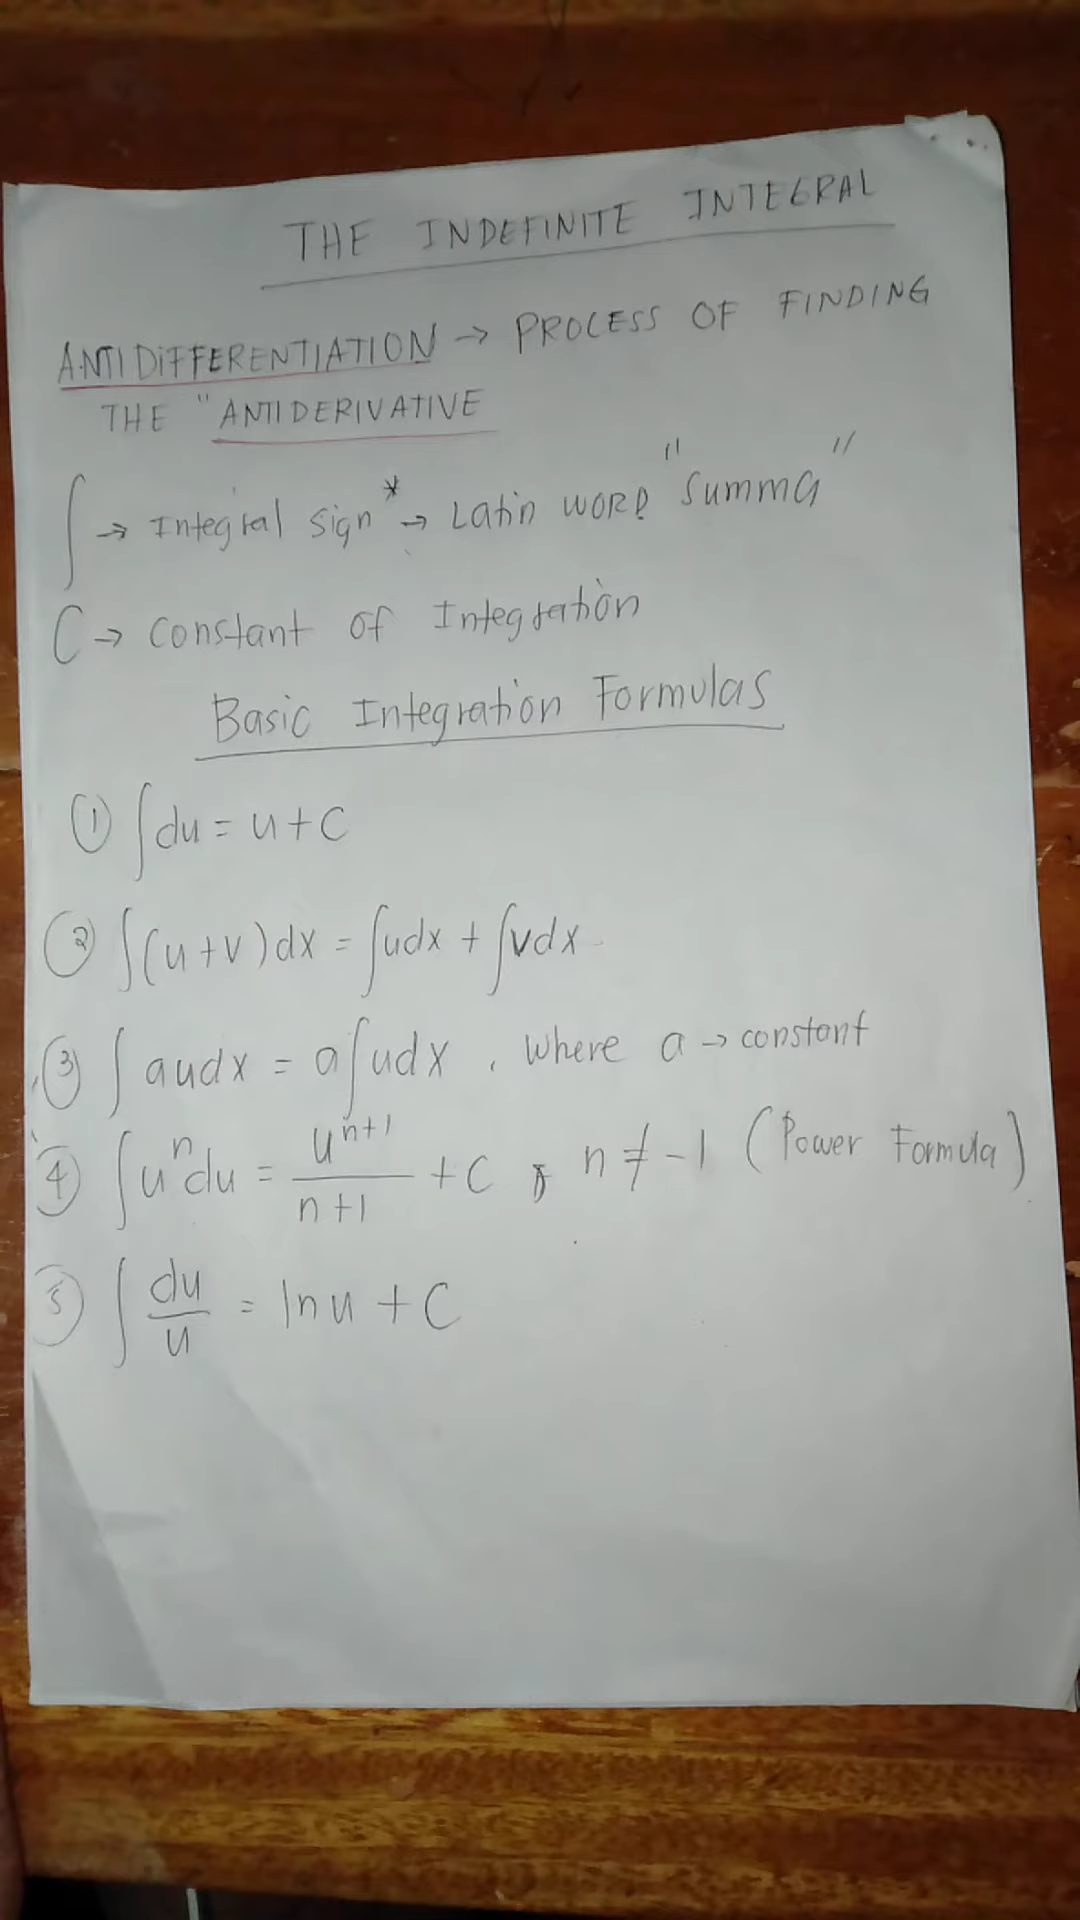 THE INDEFINITE INTEGRAL
ANTIDIFFERENTIATION → PROCESS OF FINDING
THE "ANTIDERIVATIVE
∫ → Integral sign * → Latin WORD "summa"
C → constant of Integration
Basic Integration Formulas
① ∫du = u + C
② ∫(u+v)dx = ∫udx + ∫vdx
③ ∫audx = a∫udx, where a → constant
④ ∫uⁿdu = uⁿ⁺¹/(n+1) + C, n ≠ -1 (Power Formula)
⑤ ∫du/u = ln u + C